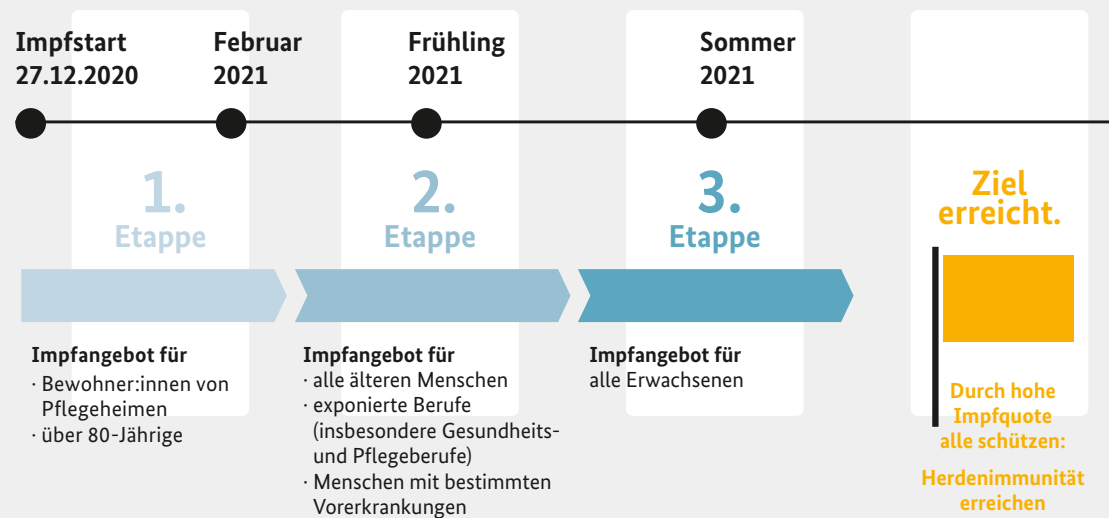 Impfstart
27.12.2020
Februar
2021
Frühling
2021
Sommer
2021
1.
Etappe
2.
Etappe
3.
Etappe
Ziel
erreicht.
Impfangebot für
· Bewohner:innen von
Pflegeheimen
· über 80-Jährige
Impfangebot für
· alle älteren Menschen
· exponierte Berufe
(insbesondere Gesundheits-
und Pflegeberufe)
· Menschen mit bestimmten
Vorerkrankungen
Impfangebot für
alle Erwachsenen
Durch hohe
Impfquote
alle schützen:
Herdenimmunität
erreichen